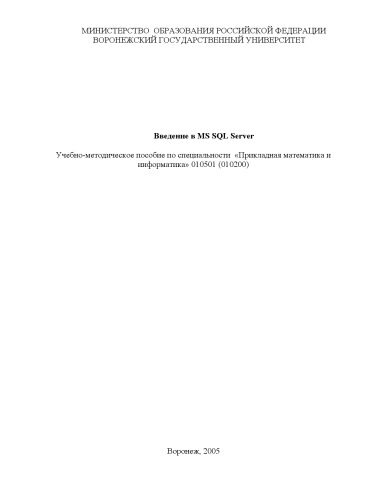 МИНИСТЕРСТВО ОБРАЗОВАНИЯ РОССИЙСКОЙ ФЕДЕРАЦИИ
ВОРОНЕЖСКИЙ ГОСУДАРСТВЕННЫЙ УНИВЕРСИТЕТ
Введение в MS SQL Server
Учебно-методическое пособие по специальности «Прикладная математика и
информатика» 010501 (010200)
Воронеж, 2005